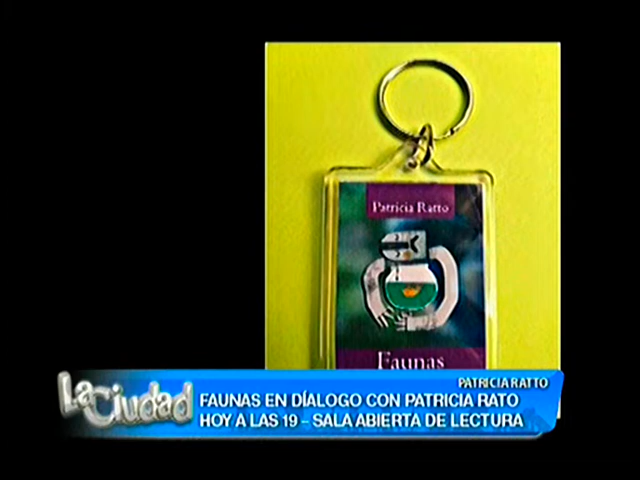 Patricia Ratto
Faunas
La Ciudad
PATRICIA RATTO
FAUNAS EN DÍALOGO CON PATRICIA RATO
HOY A LAS 19 - SALA ABIERTA DE LECTURA